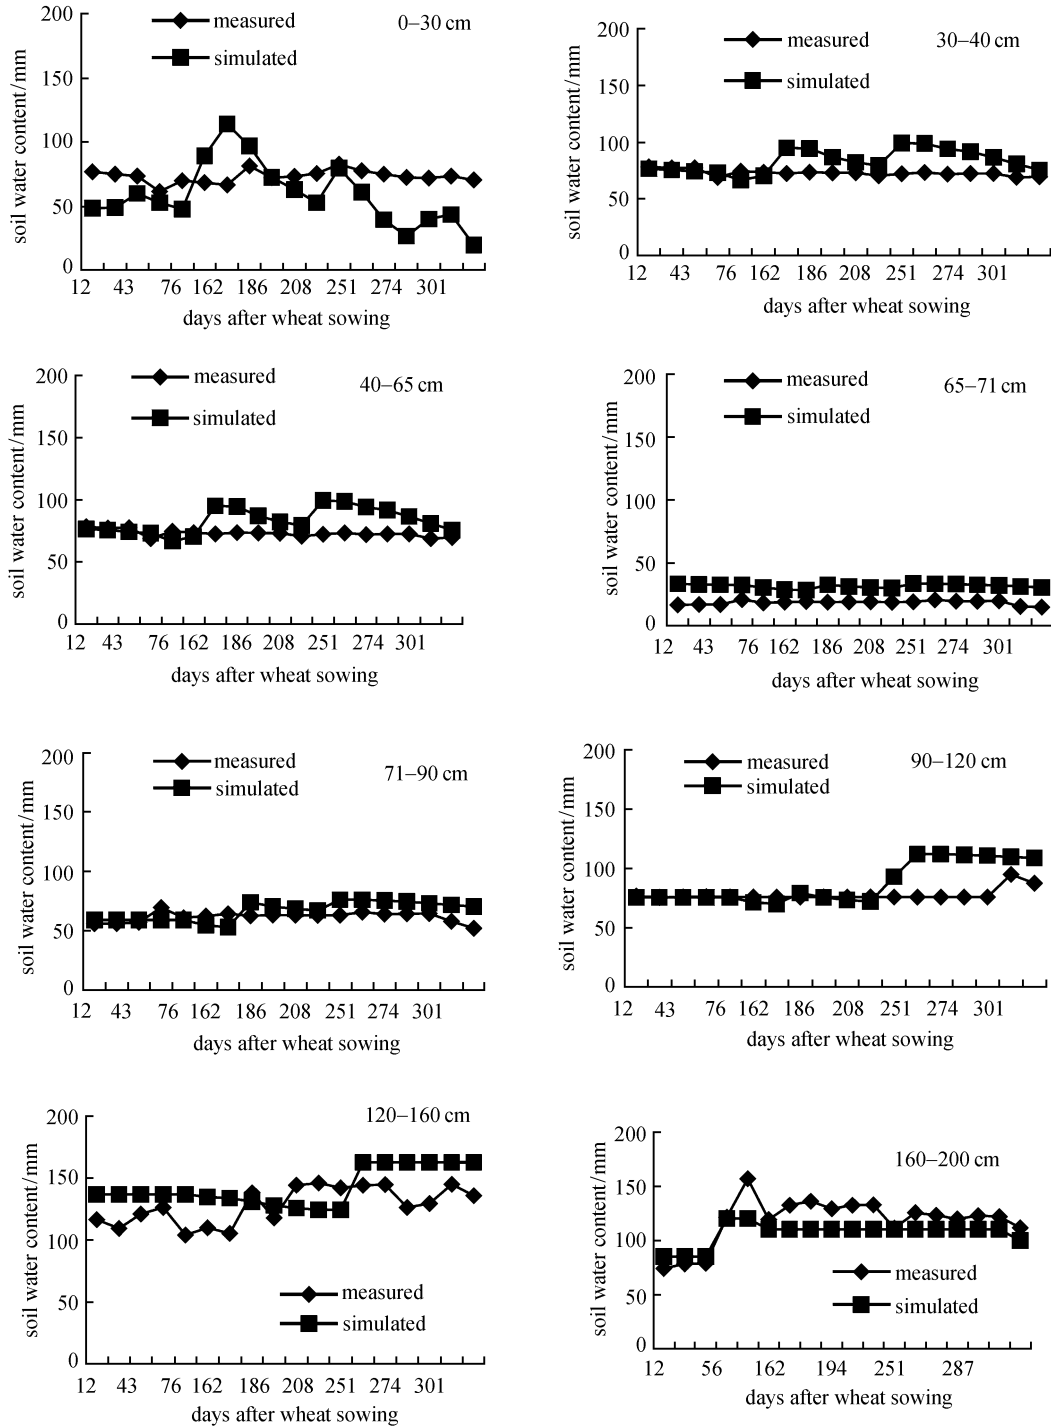 200
150
100
50
0
soil water content/mm
measured
simulated
0–30 cm
12 43 76 162 186 208 251 274 301
days after wheat sowing
200
150
100
50
0
soil water content/mm
measured
simulated
30–40 cm
12 43 76 162 186 208 251 274 301
days after wheat sowing
200
150
100
50
0
soil water content/mm
measured
simulated
40–65 cm
12 43 76 162 186 208 251 274 301
days after wheat sowing
200
150
100
50
0
soil water content/mm
measured
simulated
65–71 cm
12 43 76 162 186 208 251 274 301
days after wheat sowing
200
150
100
50
0
soil water content/mm
measured
simulated
71–90 cm
12 43 76 162 186 208 251 274 301
days after wheat sowing
200
150
100
50
0
soil water content/mm
measured
simulated
90–120 cm
12 43 76 162 186 208 251 274 301
days after wheat sowing
200
150
100
50
0
soil water content/mm
120–160 cm
measured
simulated
12 43 76 162 186 208 251 274 301
days after wheat sowing
200
150
100
50
0
soil water content/mm
160–200 cm
measured
simulated
12 56 162 194 251 287
days after wheat sowing